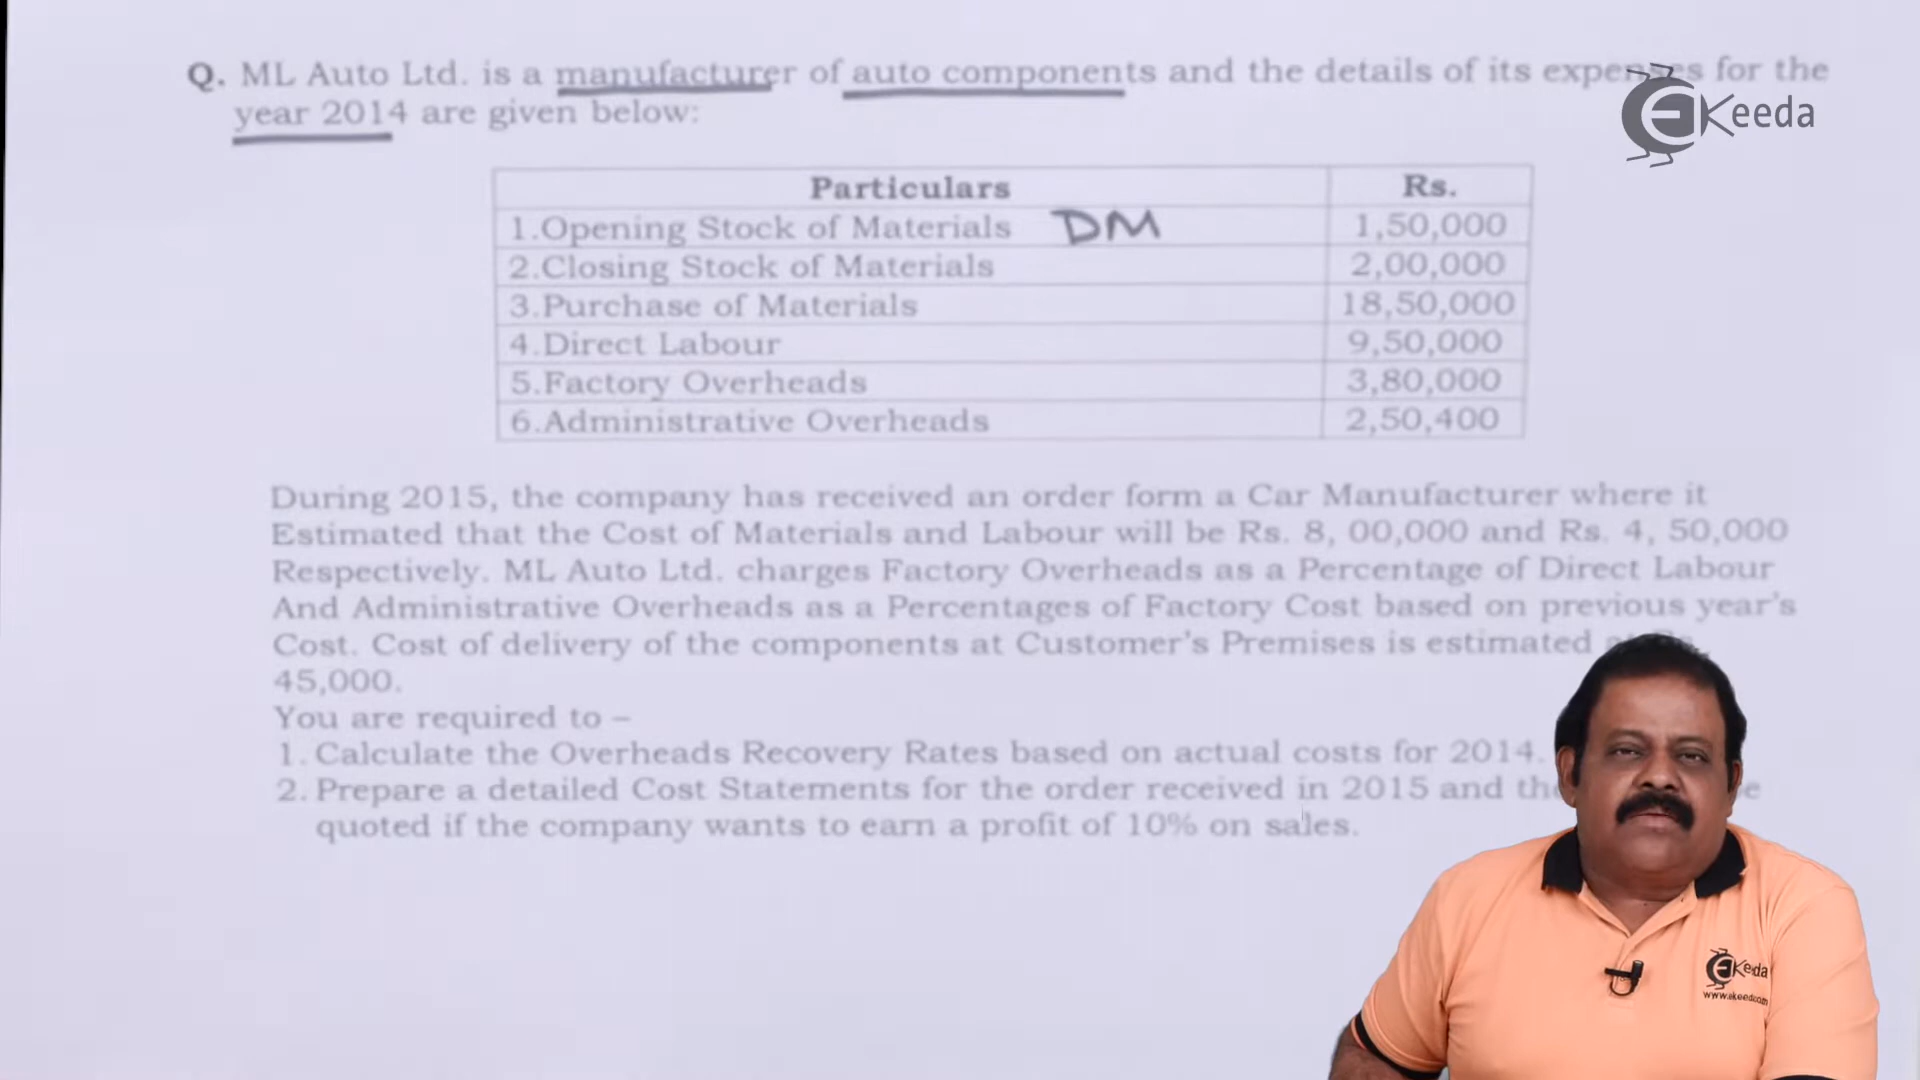 Q. ML Auto Ltd. is a manufacturer of auto components and the details of its expenses for the
Keeda
year 2014 are given below:
Particulars Rs.
1.Opening Stock of Materials DM 1,50,000
2.Closing Stock of Materials 2,00,000
3.Purchase of Materials 18,50,000
4.Direct Labour 9,50,000
5.Factory Overheads 3,80,000
6.Administrative Overheads 2,50,400
During 2015, the company has received an order form a Car Manufacturer where it
Estimated that the Cost of Materials and Labour will be Rs. 8, 00,000 and Rs. 4, 50,000
Respectively. ML Auto Ltd. charges Factory Overheads as a Percentage of Direct Labour
And Administrative Overheads as a Percentages of Factory Cost based on previous year's
Cost. Cost of delivery of the components at Customer's Premises is estimated
45,000.
You are required to –
1. Calculate the Overheads Recovery Rates based on actual costs for 2014.
2. Prepare a detailed Cost Statements for the order received in 2015 and
quoted if the company wants to earn a profit of 10% on sales.
Keeda
www.ekeeda.com